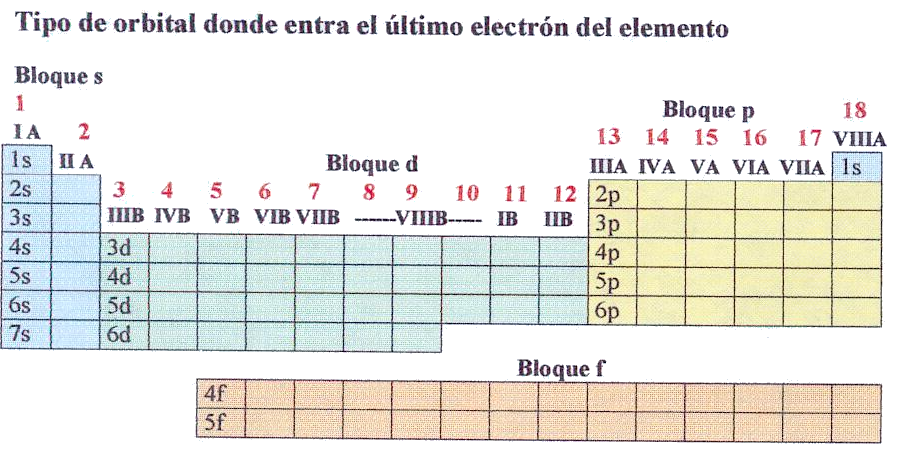 Tipo de orbital donde entra el último electrón del elemento
Bloque s
1
Bloque p
18
I A
2
13 14 15 16 17 VIIIA
1s
II A
Bloque d
IIIA IVA VA VIA VIIA 1s
2s
3 4 5 6 7 8 9 10 11 12
2p
3s
IIIB IVB VB VIB VIIB ------VIIIB----- IB IIB
3p
4s 3d 4p
5s 4d 5p
6s 5d 6p
7s 6d
Bloque f
4f
5f